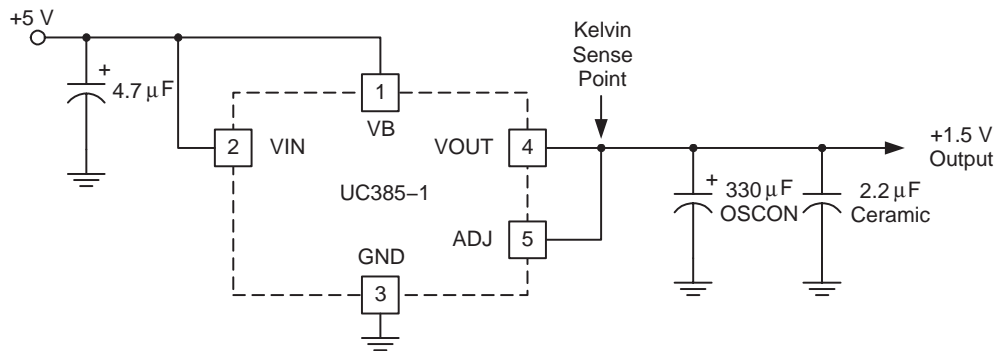 +5 V
+
4.7 μF
1
VB
Kelvin
Sense
Point
2
VIN
VOUT
4
+1.5 V
Output
UC385–1
+
330 μF
OSCON
2.2 μF
Ceramic
ADJ
5
GND
3